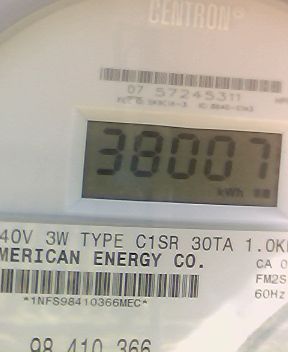 CENTRON®
07 57245311
38007
kWh
40V 3W TYPE C1SR 30TA 1.0K
MERICAN ENERGY CO.
CA 0
FM2S
*1NFS98410366MEC*
60Hz
98 410 366